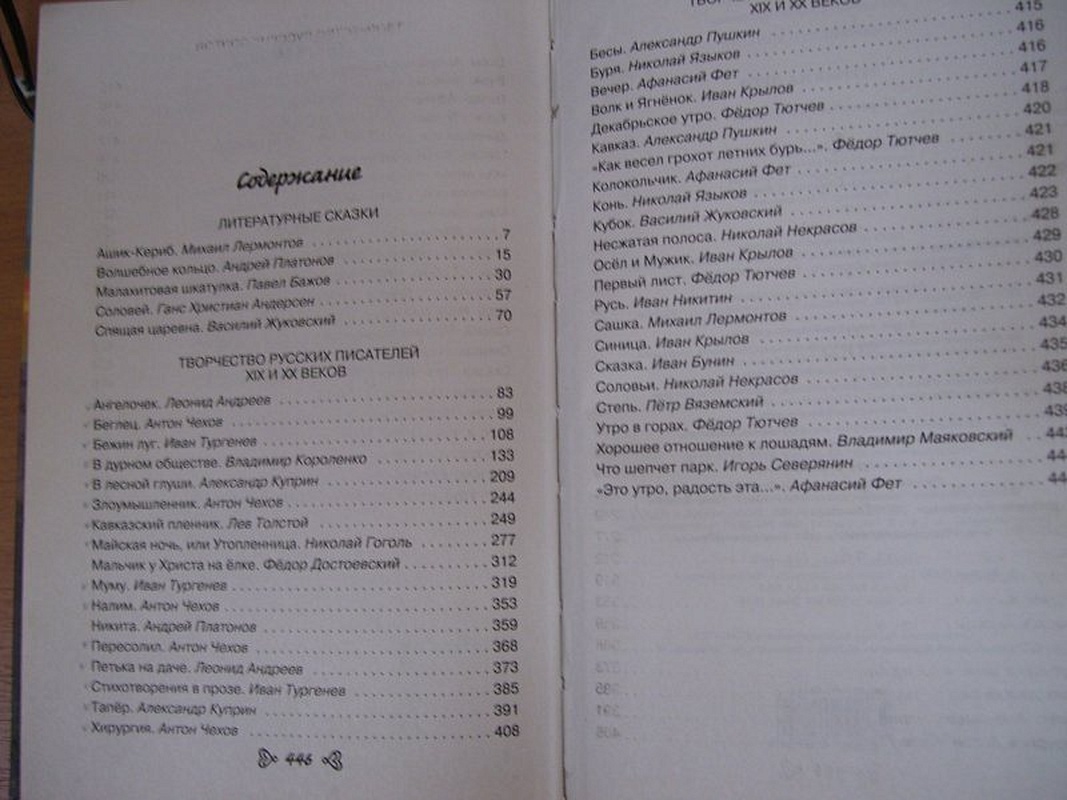 Содержание
ЛИТЕРАТУРНЫЕ СКАЗКИ
Ашик-Кериб. Михаил Лермонтов 7
Волшебное кольцо. Андрей Платонов 15
Малахитовая шкатулка. Павел Бажов 30
Соловей. Ганс Христиан Андерсен 57
Спящая царевна. Василий Жуковский 70
ТВОРЧЕСТВО РУССКИХ ПИСАТЕЛЕЙ
XIX И XX ВЕКОВ
Ангелочек. Леонид Андреев 83
Беглец. Антон Чехов 99
Бежин луг. Иван Тургенев 108
В дурном обществе. Владимир Короленко 133
В лесной глуши. Александр Куприн 209
Злоумышленник. Антон Чехов 244
Кавказский пленник. Лев Толстой 249
Майская ночь, или Утопленница. Николай Гоголь 277
Мальчик у Христа на ёлке. Фёдор Достоевский 312
Муму. Иван Тургенев 319
Налим. Антон Чехов 353
Никита. Андрей Платонов 359
Пересолил. Антон Чехов 368
Петька на даче. Леонид Андреев 373
Стихотворения в прозе. Иван Тургенев 385
Тапёр. Александр Куприн 391
Хирургия. Антон Чехов 408
446
XIX И XX ВЕКОВ
Бесы. Александр Пушкин 415
Буря. Николай Языков 416
Вечер. Афанасий Фет 416
Волк и Ягнёнок. Иван Крылов 417
Декабрьское утро. Фёдор Тютчев 418
Кавказ. Александр Пушкин 420
«Как весел грохот летних бурь...». Фёдор Тютчев 421
Колокольчик. Афанасий Фет 421
Конь. Николай Языков 422
Кубок. Василий Жуковский 423
Несжатая полоса. Николай Некрасов 428
Осёл и Мужик. Иван Крылов 429
Первый лист. Фёдор Тютчев 430
Русь. Иван Никитин 431
Сашка. Михаил Лермонтов 432
Синица. Иван Крылов 434
Сказка. Иван Бунин 435
Соловьи. Николай Некрасов 436
Степь. Пётр Вяземский 438
Утро в горах. Фёдор Тютчев 439
Хорошее отношение к лошадям. Владимир Маяковский
Что шепчет парк. Игорь Северянин
«Это утро, радость эта...». Афанасий Фет